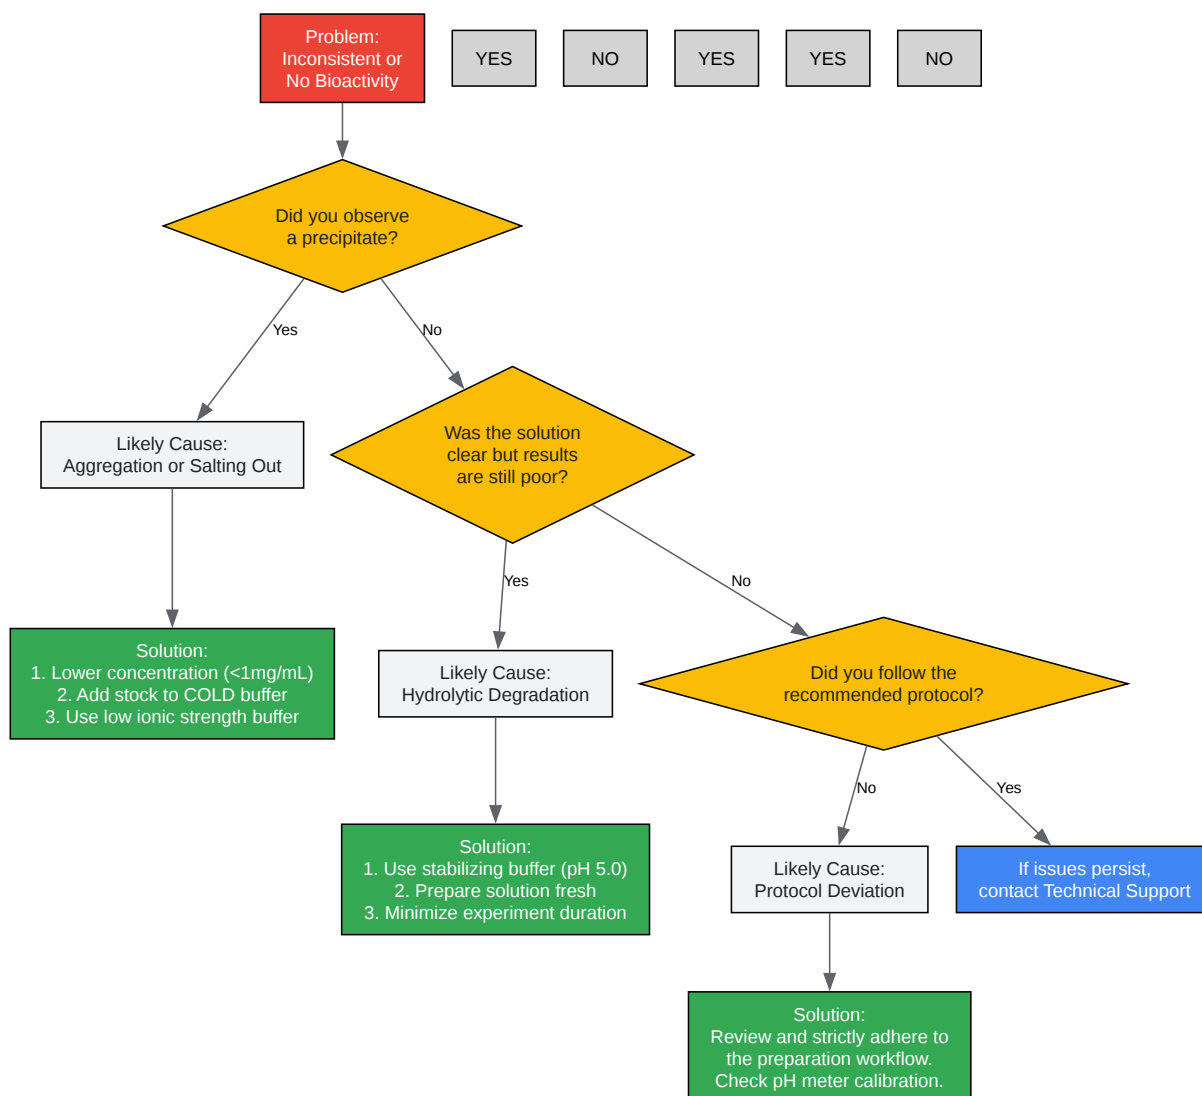 Problem:
Inconsistent or
No Bioactivity
YES
NO
YES
YES
NO
Did you observe
a precipitate?
Yes
No
Likely Cause:
Aggregation or Salting Out
Was the solution
clear but results
are still poor?
Yes
No
Solution:
1. Lower concentration (<1mg/mL)
2. Add stock to COLD buffer
3. Use low ionic strength buffer
Likely Cause:
Hydrolytic Degradation
Did you follow the
recommended protocol?
No
Yes
Solution:
1. Use stabilizing buffer (pH 5.0)
2. Prepare solution fresh
3. Minimize experiment duration
Likely Cause:
Protocol Deviation
If issues persist,
contact Technical Support
Solution:
Review and strictly adhere to
the preparation workflow.
Check pH meter calibration.